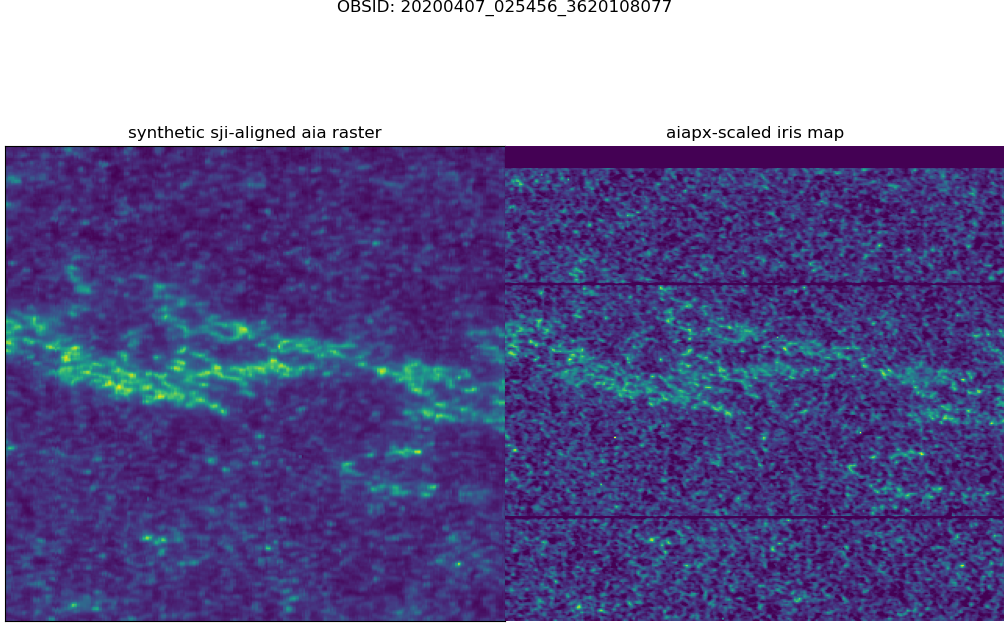 OBSID: 20200407_025456_3620108077
synthetic sji-aligned aia raster
aiapx-scaled iris map